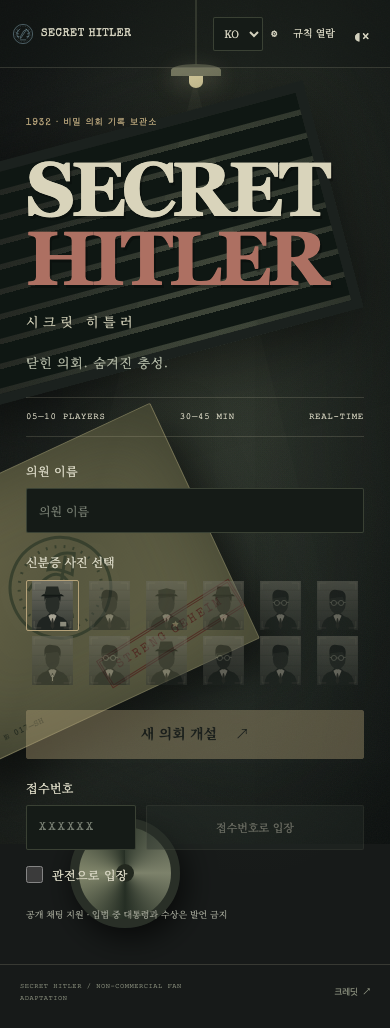 SECRET HITLER
KO
규칙 열람
1932 · 비밀 의회 기록 보관소
SECRET
HITLER
시크릿 히틀러
닫힌 의회. 숨겨진 충성.
05—10 PLAYERS 30—45 MIN REAL-TIME
의원 이름
의원 이름
신분증 사진 선택
STRENG GEHEIM
새 의회 개설 ↗
접수번호
XXXXXX 접수번호로 입장
관전으로 입장
공개 채팅 지원 · 입법 중 대통령과 수상은 발언 금지
SECRET HITLER / NON-COMMERCIAL FAN
ADAPTATION
크레딧 ↗